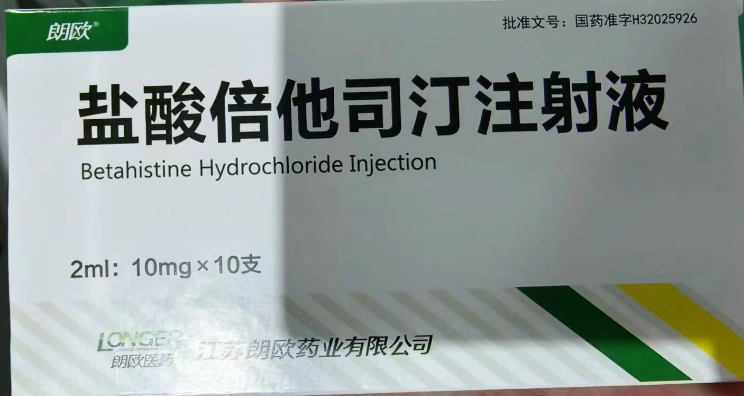 朗欧®
批准文号：国药准字H32025926
盐酸倍他司汀注射液
Betahistine Hydrochloride Injection
2ml：10mg×10支
LONGER
朗欧医药
江苏朗欧药业有限公司